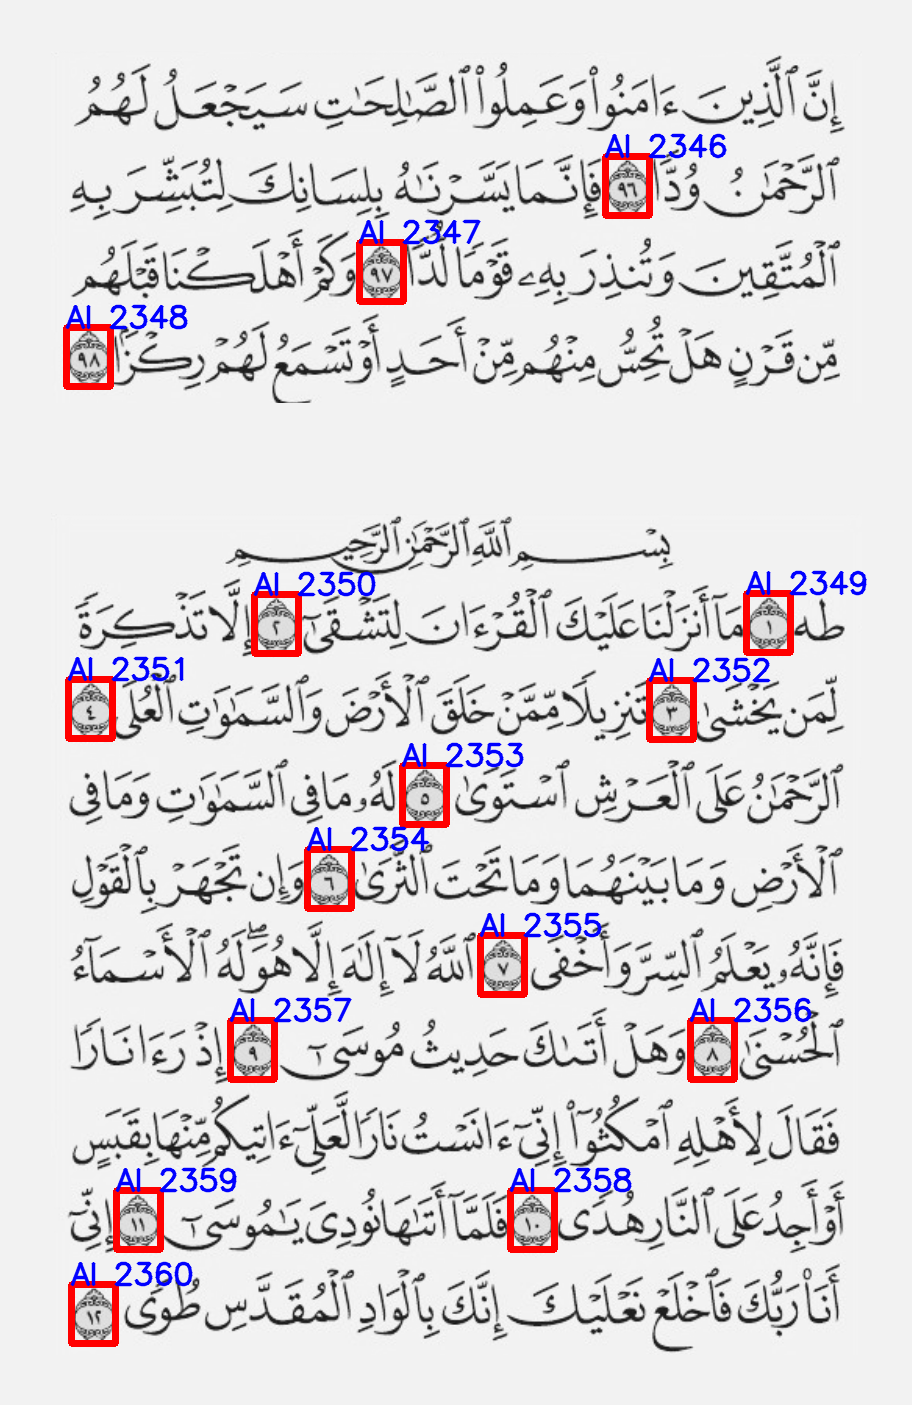 إِنَّ ٱلَّذِينَ ءَامَنُوا۟ وَعَمِلُوا۟ ٱلصَّـٰلِحَـٰتِ سَيَجْعَلُ لَهُمُ
AI 2346
ٱلرَّحْمَـٰنُ وُدًّا ٩٦ فَإِنَّمَا يَسَّرْنَـٰهُ بِلِسَانِكَ لِتُبَشِّرَ بِهِ
AI 2347
ٱلْمُتَّقِينَ وَتُنذِرَ بِهِۦ قَوْمًا لُّدًّا ٩٧ وَكَمْ أَهْلَكْنَا قَبْلَهُم
AI 2348
مِّن قَرْنٍ هَلْ تُحِسُّ مِنْهُم مِّنْ أَحَدٍ أَوْ تَسْمَعُ لَهُمْ رِكْزًۢا ٩٨
بِسْمِ ٱللَّهِ ٱلرَّحْمَـٰنِ ٱلرَّحِيمِ
AI 2349 AI 2350
طه ١ مَآ أَنزَلْنَا عَلَيْكَ ٱلْقُرْءَانَ لِتَشْقَىٰٓ ٢ إِلَّا تَذْكِرَةً
AI 2352 AI 2351
لِّمَن يَخْشَىٰ ٣ تَنزِيلًا مِّمَّنْ خَلَقَ ٱلْأَرْضَ وَٱلسَّمَـٰوَٰتِ ٱلْعُلَى ٤
AI 2353
ٱلرَّحْمَـٰنُ عَلَى ٱلْعَرْشِ ٱسْتَوَىٰ ٥ لَهُۥ مَا فِى ٱلسَّمَـٰوَٰتِ وَمَا فِى
AI 2354
ٱلْأَرْضِ وَمَا بَيْنَهُمَا وَمَا تَحْتَ ٱلثَّرَىٰ ٦ وَإِن تَجْهَرْ بِٱلْقَوْلِ
AI 2355
فَإِنَّهُۥ يَعْلَمُ ٱلسِّرَّ وَأَخْفَى ٧ ٱللَّهُ لَآ إِلَـٰهَ إِلَّا هُوَ ۖ لَهُ ٱلْأَسْمَآءُ
AI 2356 AI 2357
ٱلْحُسْنَىٰ ٨ وَهَلْ أَتَىٰكَ حَدِيثُ مُوسَىٰٓ ٩ إِذْ رَءَا نَارًا
فَقَالَ لِأَهْلِهِ ٱمْكُثُوٓا۟ إِنِّىٓ ءَانَسْتُ نَارًا لَّعَلِّىٓ ءَاتِيكُم مِّنْهَا بِقَبَسٍ
AI 2358 AI 2359
أَوْ أَجِدُ عَلَى ٱلنَّارِ هُدًى ١٠ فَلَمَّآ أَتَىٰهَا نُودِىَ يَـٰمُوسَىٰٓ ١١ إِنِّىٓ
AI 2360
أَنَا۠ رَبُّكَ فَٱخْلَعْ نَعْلَيْكَ إِنَّكَ بِٱلْوَادِ ٱلْمُقَدَّسِ طُوًى ١٢